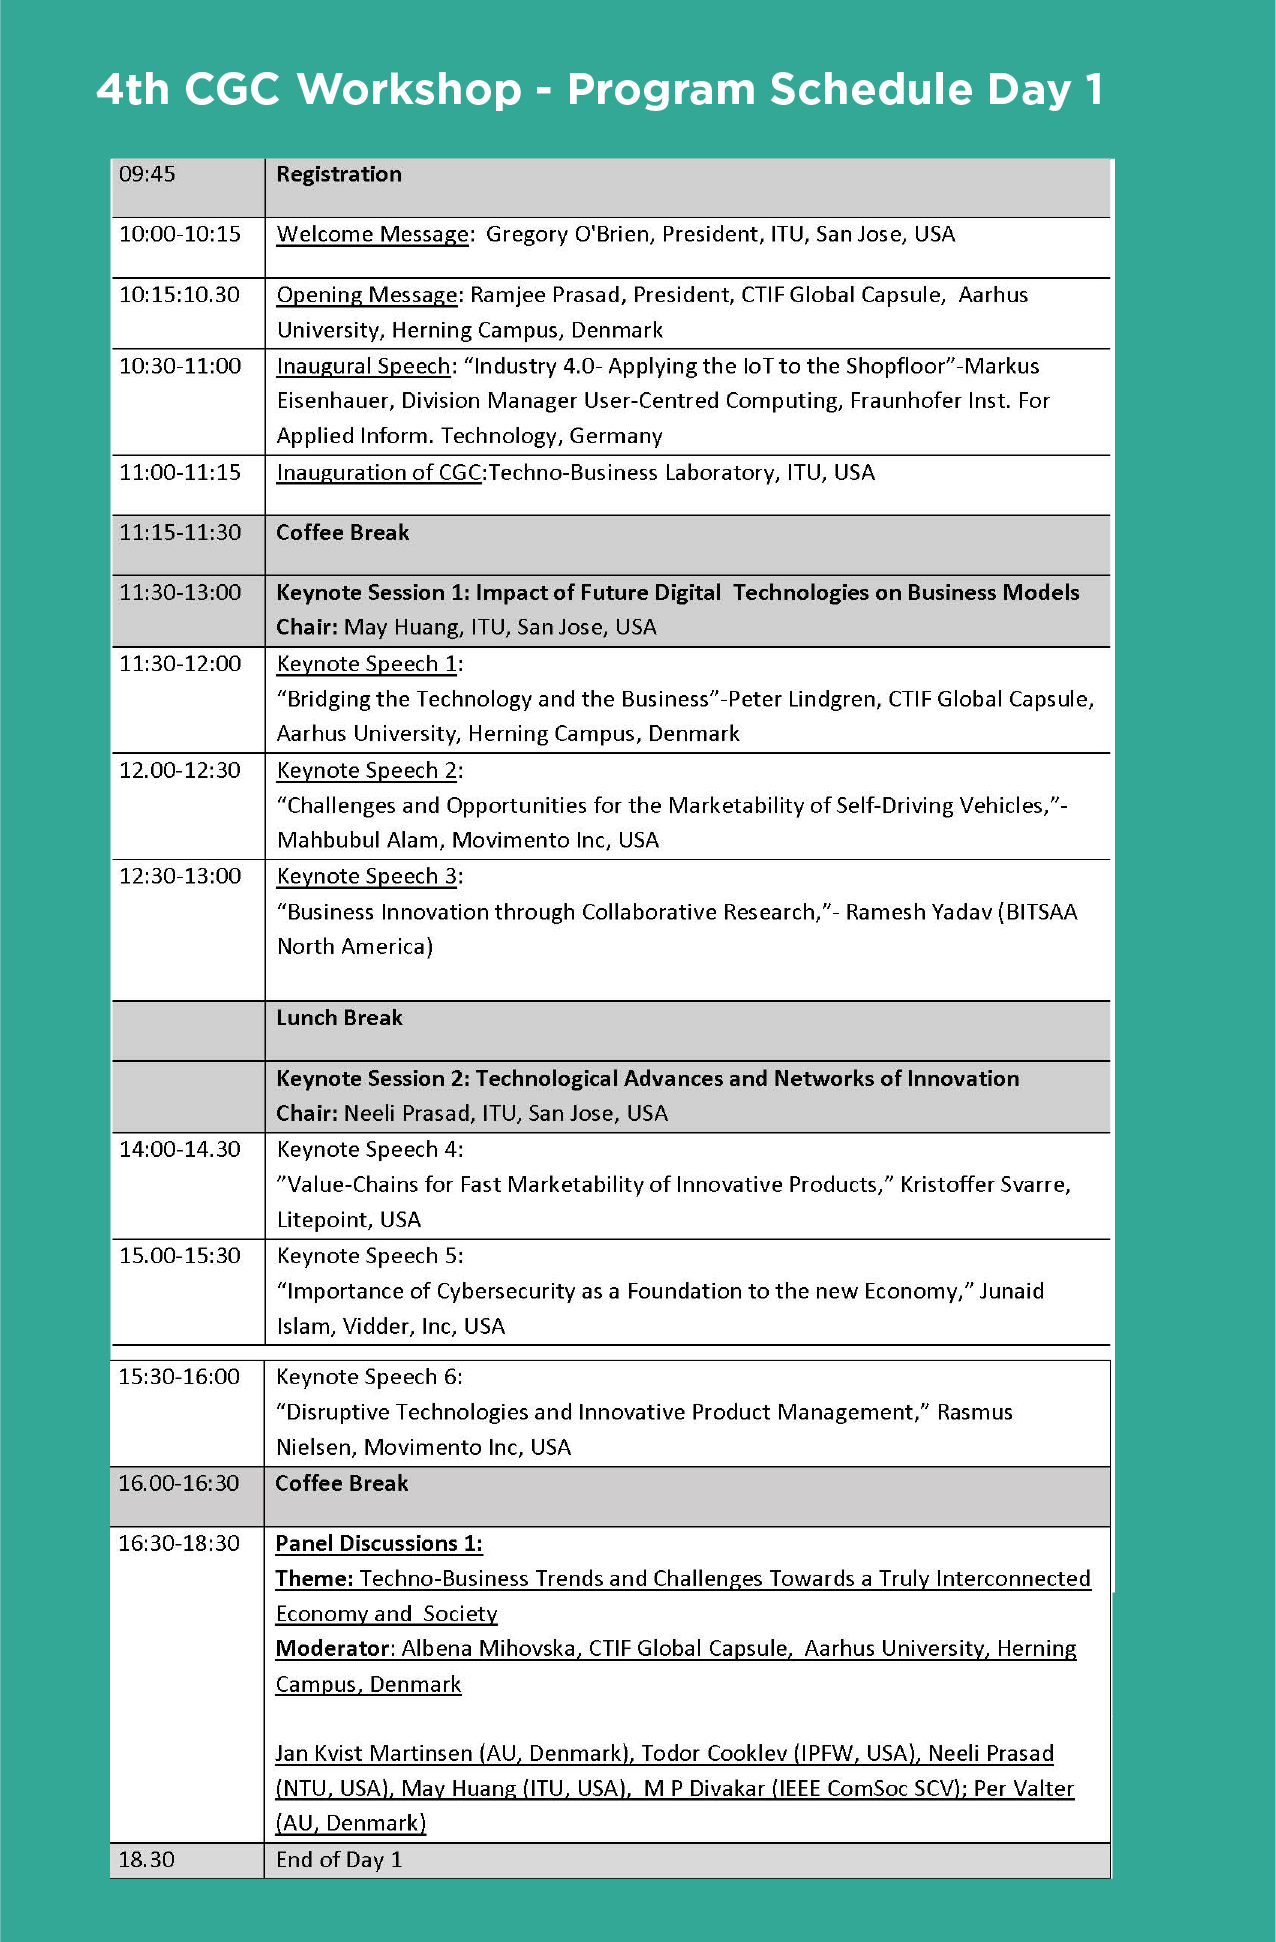 4th CGC Workshop - Program Schedule Day 1
09:45 Registration
10:00-10:15 Welcome Message: Gregory O'Brien, President, ITU, San Jose, USA
10:15:10.30 Opening Message: Ramjee Prasad, President, CTIF Global Capsule, Aarhus
University, Herning Campus, Denmark
10:30-11:00 Inaugural Speech: “Industry 4.0- Applying the IoT to the Shopfloor”-Markus
Eisenhauer, Division Manager User-Centred Computing, Fraunhofer Inst. For
Applied Inform. Technology, Germany
11:00-11:15 Inauguration of CGC:Techno-Business Laboratory, ITU, USA
11:15-11:30 Coffee Break
11:30-13:00 Keynote Session 1: Impact of Future Digital Technologies on Business Models
Chair: May Huang, ITU, San Jose, USA
11:30-12:00 Keynote Speech 1:
“Bridging the Technology and the Business”-Peter Lindgren, CTIF Global Capsule,
Aarhus University, Herning Campus, Denmark
12.00-12:30 Keynote Speech 2:
“Challenges and Opportunities for the Marketability of Self-Driving Vehicles,”-
Mahbubul Alam, Movimento Inc, USA
12:30-13:00 Keynote Speech 3:
“Business Innovation through Collaborative Research,”- Ramesh Yadav (BITSAA
North America)
Lunch Break
Keynote Session 2: Technological Advances and Networks of Innovation
Chair: Neeli Prasad, ITU, San Jose, USA
14:00-14.30 Keynote Speech 4:
”Value-Chains for Fast Marketability of Innovative Products,” Kristoffer Svarre,
Litepoint, USA
15.00-15:30 Keynote Speech 5:
“Importance of Cybersecurity as a Foundation to the new Economy,” Junaid
Islam, Vidder, Inc, USA
15:30-16:00 Keynote Speech 6:
“Disruptive Technologies and Innovative Product Management,” Rasmus
Nielsen, Movimento Inc, USA
16.00-16:30 Coffee Break
16:30-18:30 Panel Discussions 1:
Theme: Techno-Business Trends and Challenges Towards a Truly Interconnected
Economy and Society
Moderator: Albena Mihovska, CTIF Global Capsule, Aarhus University, Herning
Campus, Denmark
Jan Kvist Martinsen (AU, Denmark), Todor Cooklev (IPFW, USA), Neeli Prasad
(NTU, USA), May Huang (ITU, USA), M P Divakar (IEEE ComSoc SCV); Per Valter
(AU, Denmark)
18.30 End of Day 1